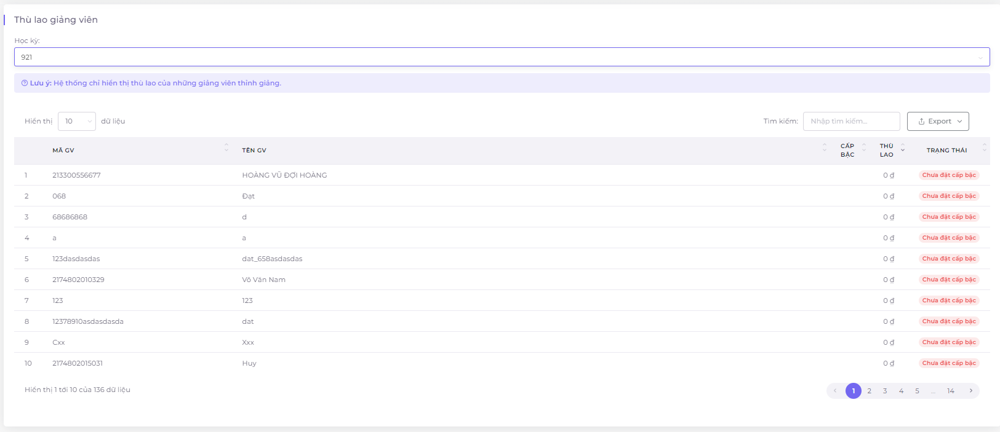 Thù lao giảng viên
Học kỳ:
921
Lưu ý: Hệ thống chỉ hiển thị thù lao của những giảng viên thỉnh giảng.
Hiển thị 10 dữ liệu
Tìm kiếm: Nhập tìm kiếm... Export
MÃ GV TÊN GV CẤP BẬC THÙ LAO TRẠNG THÁI
1 213300556677 HOÀNG VŨ ĐỢI HOÀNG 0 ₫ Chưa đặt cấp bậc
2 068 Đạt 0 ₫ Chưa đặt cấp bậc
3 68686868 d 0 ₫ Chưa đặt cấp bậc
4 a a 0 ₫ Chưa đặt cấp bậc
5 123dasdasdas dat_658asdasdas 0 ₫ Chưa đặt cấp bậc
6 2174802010329 Võ Văn Nam 0 ₫ Chưa đặt cấp bậc
7 123 123 0 ₫ Chưa đặt cấp bậc
8 12378910asdasdasda dat 0 ₫ Chưa đặt cấp bậc
9 Cxx Xxx 0 ₫ Chưa đặt cấp bậc
10 2174802015031 Huy 0 ₫ Chưa đặt cấp bậc
Hiển thị 1 tới 10 của 136 dữ liệu
1 2 3 4 5 ... 14